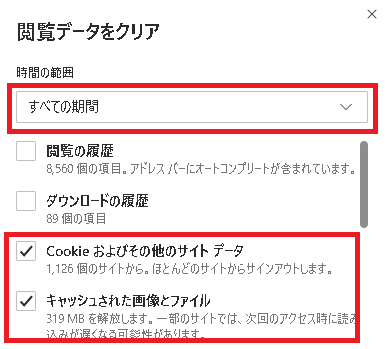 閲覧データをクリア
時間の範囲
すべての期間
閲覧の履歴
8,560 個の項目。アドレス バーにオートコンプリートが含まれています。
ダウンロードの履歴
89 個の項目
Cookie およびその他のサイト データ
1,126 個のサイトから。ほとんどのサイトからサインアウトします。
キャッシュされた画像とファイル
319 MB を解放します。一部のサイトでは、次回のアクセス時に読み
込みが遅くなる可能性があります。